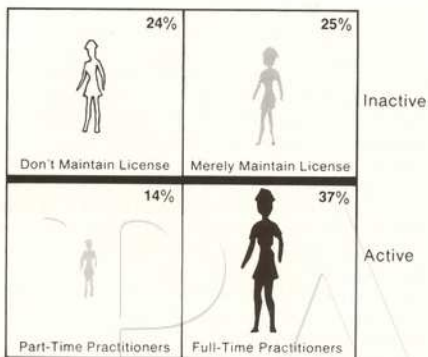 24%
Don't Maintain License
25%
Merely Maintain License
Inactive
14%
Part-Time Practitioners
37%
Full-Time Practitioners
Active